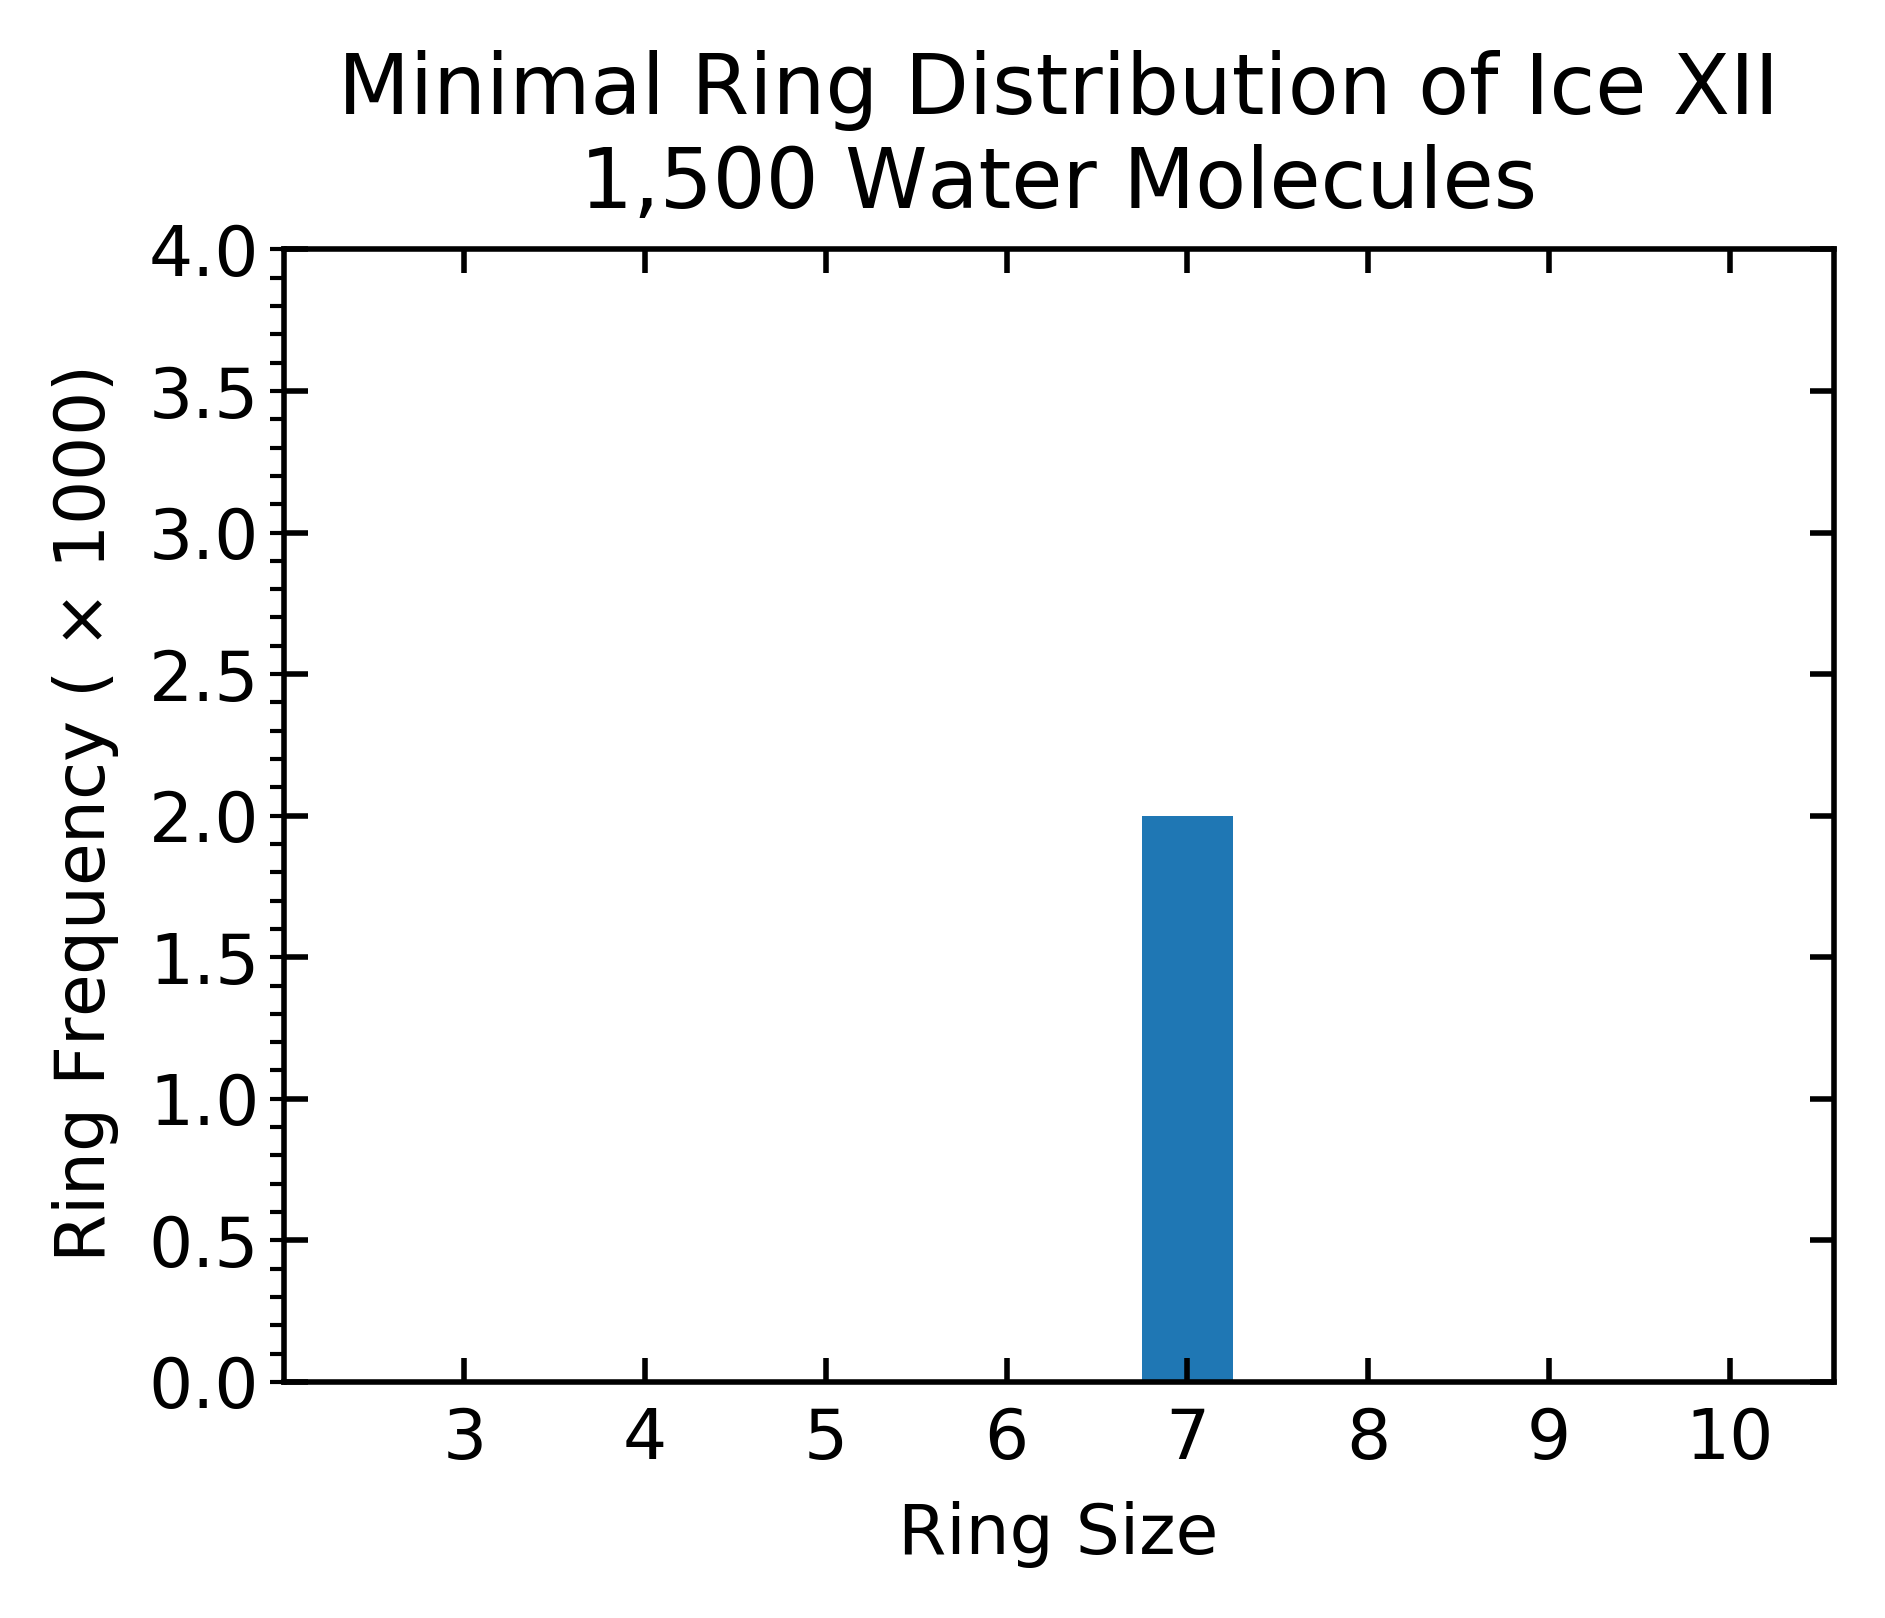 Minimal Ring Distribution of Ice XII
1,500 Water Molecules
Ring Frequency ( × 1000)
4.0
3.5
3.0
2.5
2.0
1.5
1.0
0.5
0.0
3 4 5 6 7 8 9 10
Ring Size